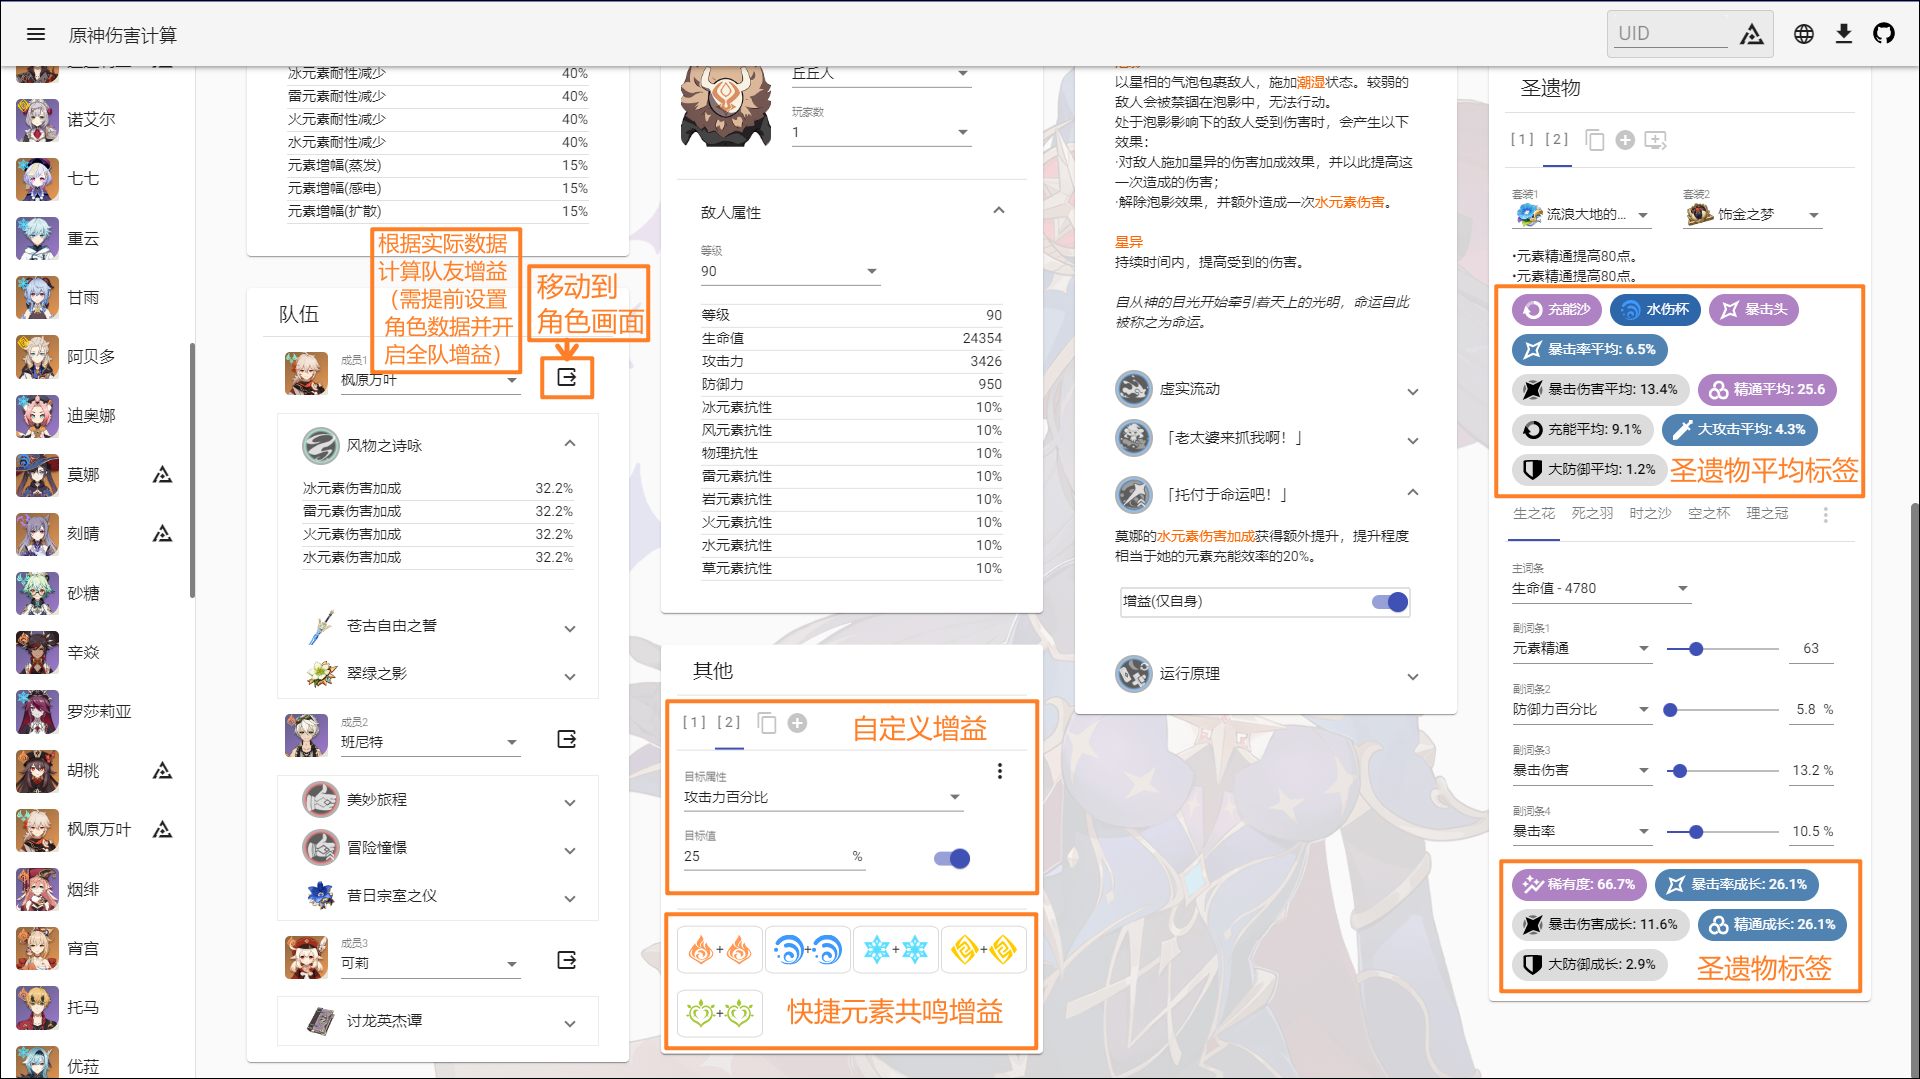 原神伤害计算
UID
诺艾尔
七七
重云
甘雨
阿贝多
迪奥娜
莫娜
刻晴
砂糖
辛焱
罗莎莉亚
胡桃
枫原万叶
烟绯
宵宫
托马
优菈
冰元素耐性减少 40%
雷元素耐性减少 40%
火元素耐性减少 40%
水元素耐性减少 40%
元素增幅(蒸发) 15%
元素增幅(感电) 15%
元素增幅(扩散) 15%
根据实际数据
计算队友增益
（需提前设置
角色数据并开
启全队增益）
移动到
角色画面
队伍
成员1
枫原万叶
风物之诗咏
冰元素伤害加成 32.2%
雷元素伤害加成 32.2%
火元素伤害加成 32.2%
水元素伤害加成 32.2%
苍古自由之誓
翠绿之影
成员2
班尼特
美妙旅程
冒险憧憬
昔日宗室之仪
成员3
可莉
讨龙英杰谭
丘丘人
玩家数
1
敌人属性
等级
90
等级 90
生命值 24354
攻击力 3426
防御力 950
冰元素抗性 10%
风元素抗性 10%
物理抗性 10%
雷元素抗性 10%
岩元素抗性 10%
火元素抗性 10%
水元素抗性 10%
草元素抗性 10%
其他
[ 1 ] [ 2 ]
自定义增益
目标属性
攻击力百分比
目标值
25 %
+ + + +
+
快捷元素共鸣增益
以星相的气泡包裹敌人，施加潮湿状态。较弱的
敌人会被禁锢在泡影中，无法行动。
处于泡影影响下的敌人受到伤害时，会产生以下
效果：
·对敌人施加星异的伤害加成效果，并以此提高这
一次造成的伤害；
·解除泡影效果，并额外造成一次水元素伤害。
星异
持续时间内，提高受到的伤害。
自从神的目光开始牵引着天上的光明，命运自此
被称之为命运。
虚实流动
「老太婆来抓我啊！」
「托付于命运吧！」
莫娜的水元素伤害加成获得额外提升，提升程度
相当于她的元素充能效率的20%。
增益(仅自身)
运行原理
圣遗物
[ 1 ] [ 2 ]
套装1
流浪大地的...
套装2
饰金之梦
·元素精通提高80点。
·元素精通提高80点。
充能沙 水伤杯 暴击头
暴击率平均: 6.5%
暴击伤害平均: 13.4% 精通平均: 25.6
充能平均: 9.1% 大攻击平均: 4.3%
大防御平均: 1.2%
圣遗物平均标签
生之花 死之羽 时之沙 空之杯 理之冠
主词条
生命值 - 4780
副词条1
元素精通 63
副词条2
防御力百分比 5.8 %
副词条3
暴击伤害 13.2 %
副词条4
暴击率 10.5 %
稀有度: 66.7% 暴击率成长: 26.1%
暴击伤害成长: 11.6% 精通成长: 26.1%
大防御成长: 2.9%
圣遗物标签